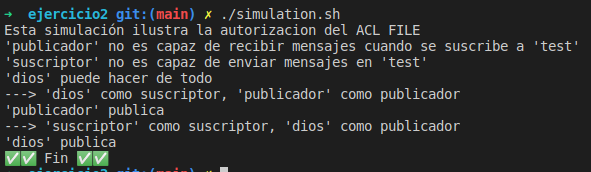 ➜  ejercicio2 git:(main) ✗ ./simulation.sh
Esta simulación ilustra la autorizacion del ACL FILE
'publicador' no es capaz de recibir mensajes cuando se suscribe a 'test'
'suscriptor' no es capaz de enviar mensajes en 'test'
'dios' puede hacer de todo
---> 'dios' como suscriptor, 'publicador' como publicador
'publicador' publica
---> 'suscriptor' como suscriptor, 'dios' como publicador
'dios' publica
✅✅ Fin ✅✅
➜  ejercicio2 git:(main) ✗